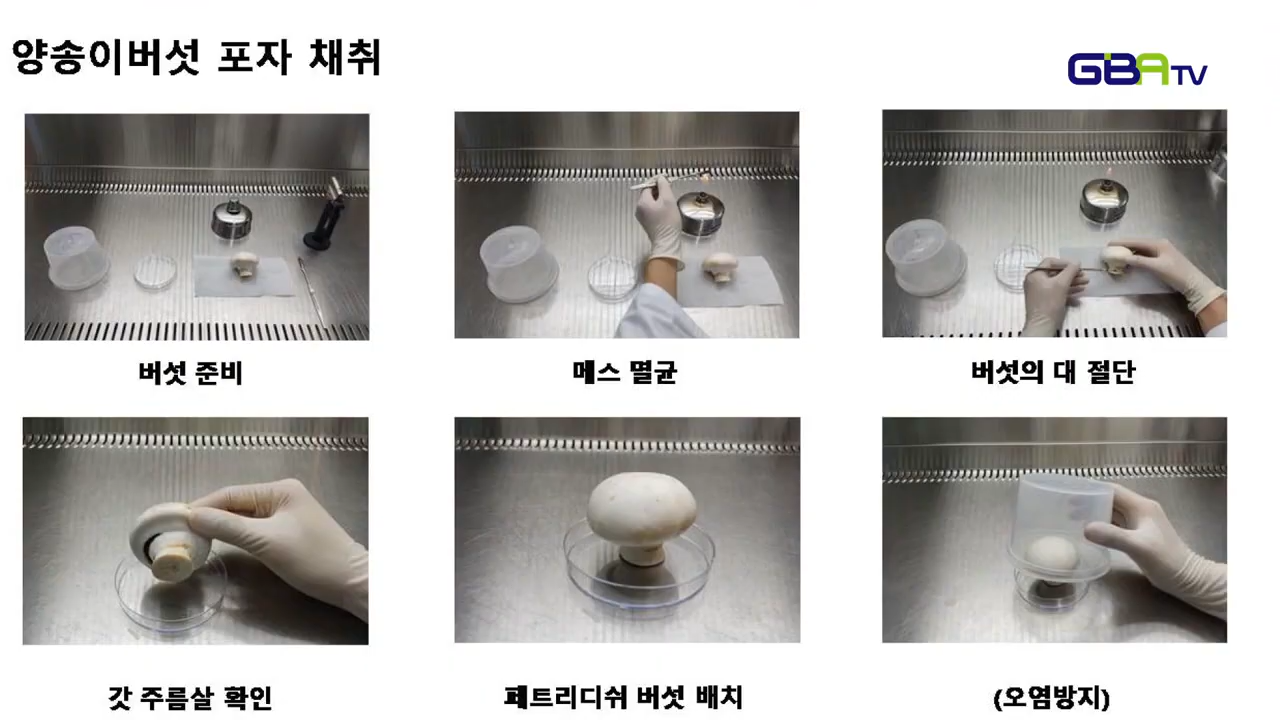 양송이버섯 포자 채취
GBA TV
버섯 준비
메스 멸균
버섯의 대 절단
갓 주름살 확인
페트리디쉬 버섯 배치
(오염방지)